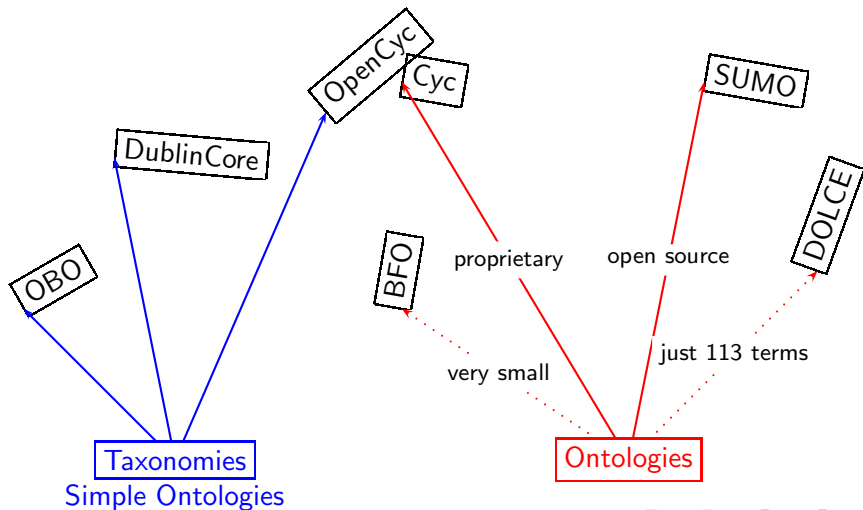 OpenCyc
Cyc
SUMO
DublinCore
DOLCE
OBO
BFO
proprietary
open source
very small
just 113 terms
Taxonomies
Simple Ontologies
Ontologies